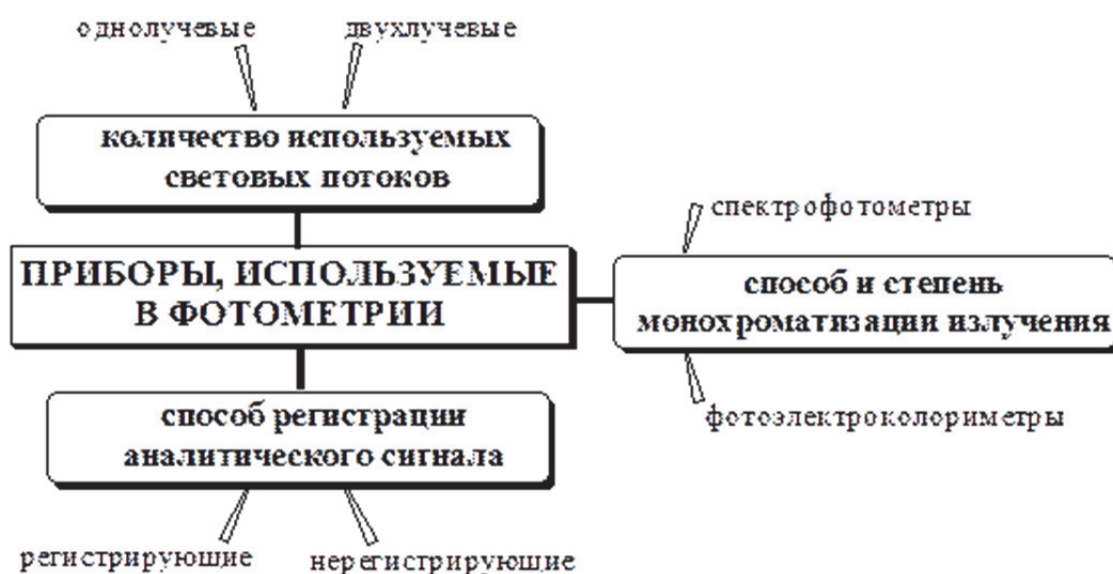 однолучевые двухлучевые
количество используемых
световых потоков
спектрофотометры
ПРИБОРЫ, ИСПОЛЬЗУЕМЫЕ
В ФОТОМЕТРИИ
способ и степень
монохроматизации излучения
способ регистрации
аналитического сигнала
фотоэлектроколориметры
регистрирующие нерегистрирующие